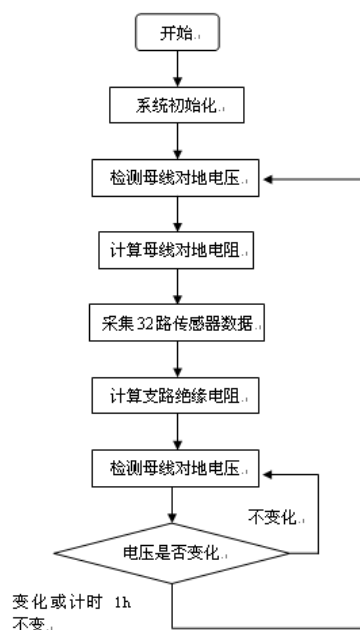 开始
系统初始化
检测母线对地电压
计算母线对地电阻
采集32路传感器数据
计算支路绝缘电阻
检测母线对地电压
不变化
电压是否变化
变化或计时 1h
不变